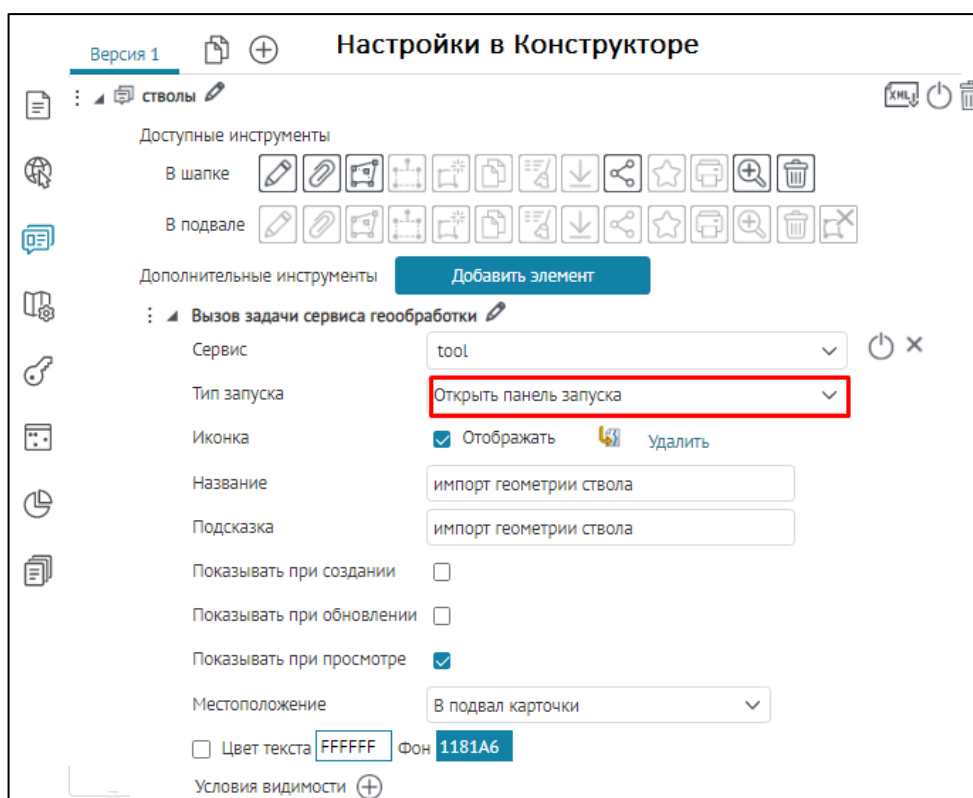 Версия 1 Настройки в Конструкторе
стволы XML
Доступные инструменты
В шапке
В подвале
Дополнительные инструменты Добавить элемент
Вызов задачи сервиса геообработки
Сервис tool
Тип запуска Открыть панель запуска
Иконка Отображать Удалить
Название импорт геометрии ствола
Подсказка импорт геометрии ствола
Показывать при создании
Показывать при обновлении
Показывать при просмотре
Местоположение В подвал карточки
Цвет текста FFFFFF Фон 1181A6
Условия видимости